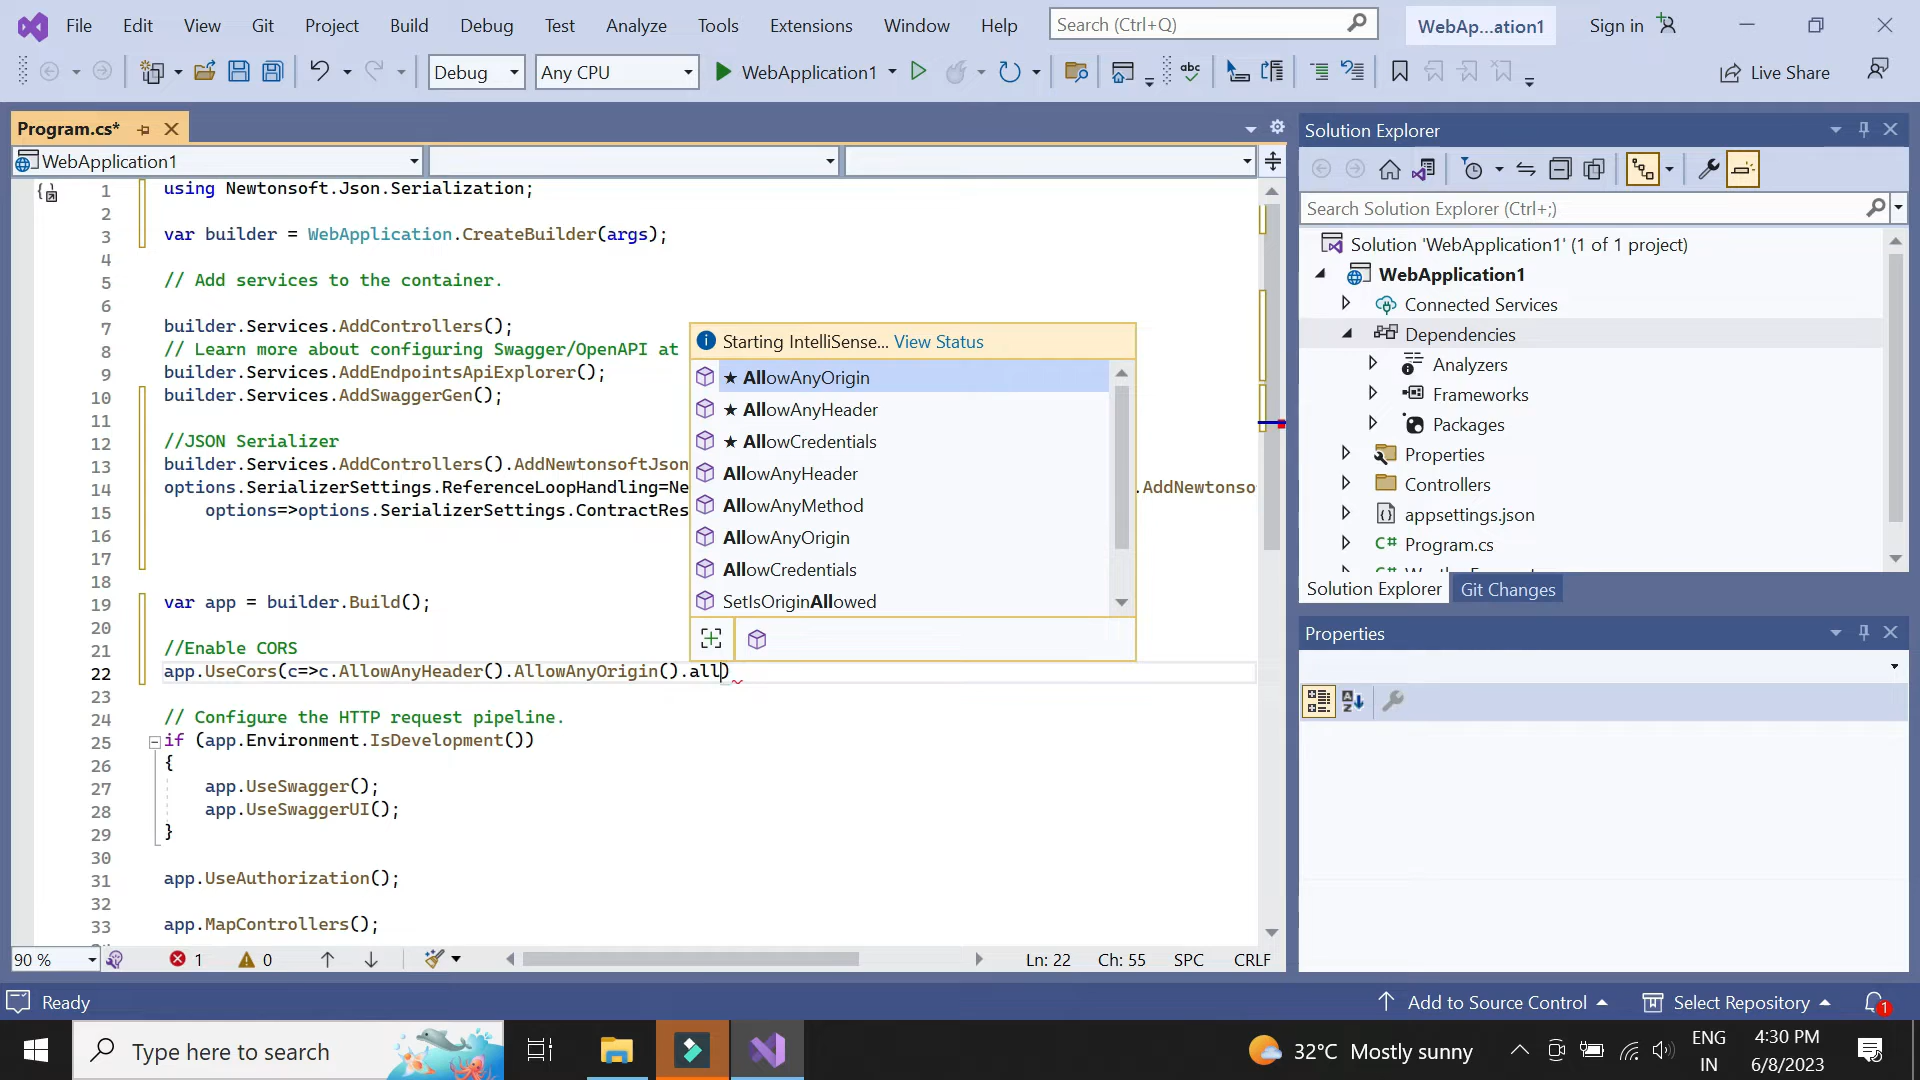 File Edit View Git Project Build Debug Test Analyze Tools Extensions Window Help Search (Ctrl+Q) WebAp...ation1 Sign in
Debug Any CPU WebApplication1 abc Live Share
Program.cs*
WebApplication1
1 using Newtonsoft.Json.Serialization;
2
3 var builder = WebApplication.CreateBuilder(args);
4
5 // Add services to the container.
6
7 builder.Services.AddControllers();
8 // Learn more about configuring Swagger/OpenAPI at
9 builder.Services.AddEndpointsApiExplorer();
10 builder.Services.AddSwaggerGen();
11
12 //JSON Serializer
13 builder.Services.AddControllers().AddNewtonsoftJson
14 options.SerializerSettings.ReferenceLoopHandling=Ne .AddNewtonso
15 options=>options.SerializerSettings.ContractRes
16
17
18
19 var app = builder.Build();
20
21 //Enable CORS
22 app.UseCors(c=>c.AllowAnyHeader().AllowAnyOrigin().all)
23
24 // Configure the HTTP request pipeline.
25 if (app.Environment.IsDevelopment())
26 {
27 app.UseSwagger();
28 app.UseSwaggerUI();
29 }
30
31 app.UseAuthorization();
32
33 app.MapControllers();
Starting IntelliSense... View Status
★ AllowAnyOrigin
★ AllowAnyHeader
★ AllowCredentials
AllowAnyHeader
AllowAnyMethod
AllowAnyOrigin
AllowCredentials
SetIsOriginAllowed
90 % 1 0 Ln: 22 Ch: 55 SPC CRLF
Solution Explorer
Search Solution Explorer (Ctrl+;)
Solution 'WebApplication1' (1 of 1 project)
WebApplication1
Connected Services
Dependencies
Analyzers
Frameworks
Packages
Properties
Controllers
appsettings.json
C# Program.cs
Solution Explorer Git Changes
Properties
Ready Add to Source Control Select Repository 1
Type here to search 32°C Mostly sunny ENG IN 4:30 PM 6/8/2023